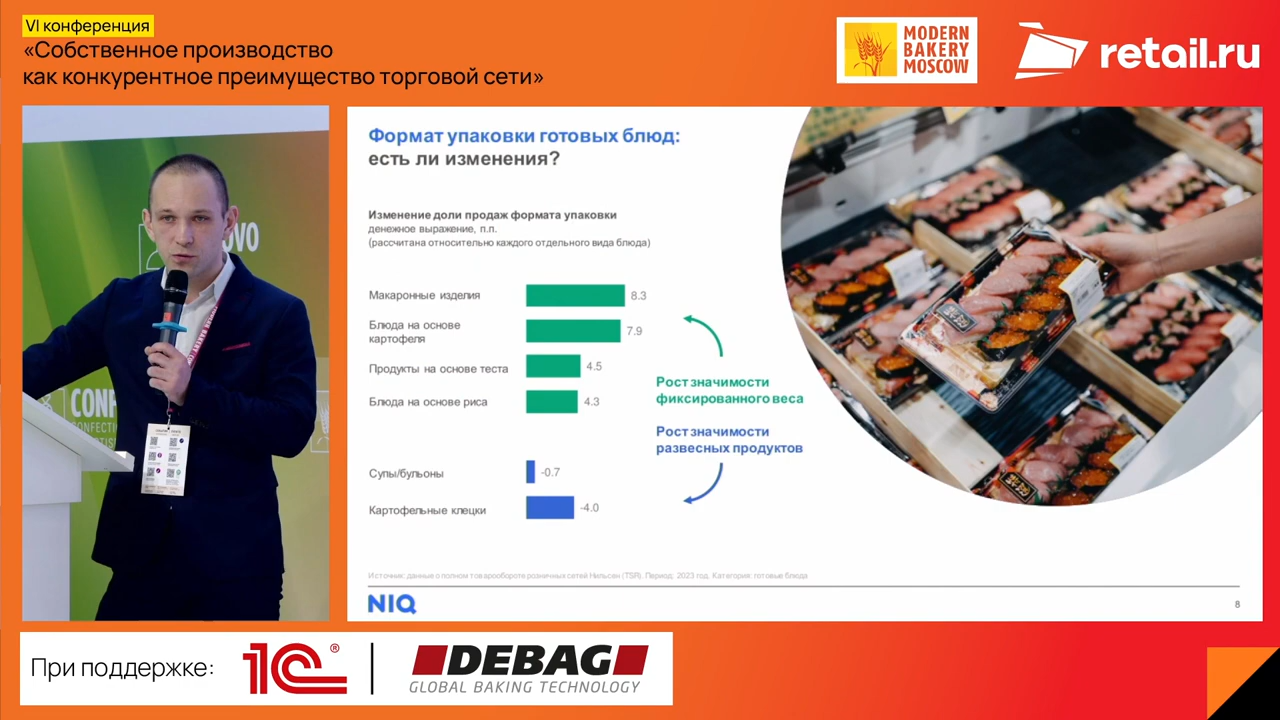 VI конференция
«Собственное производство
как конкурентное преимущество торговой сети»
MODERN
BAKERY
MOSCOW
retail.ru
Формат упаковки готовых блюд:
есть ли изменения?
Изменение доли продаж формата упаковки
денежное выражение, п.п.
(рассчитана относительно каждого отдельного вида блюда)
Макаронные изделия 8.3
Блюда на основе
картофеля 7.9
Продукты на основе теста 4.5
Блюда на основе риса 4.3
Рост значимости
фиксированного веса
Рост значимости
развесных продуктов
Супы/бульоны -0.7
Картофельные клецки -4.0
Источник: данные о полном товарообороте розничных сетей Нильсен (TSR). Период: 2023 год. Категория: готовые блюда
NIQ
8
При поддержке:
1С®
DEBAG
GLOBAL BAKING TECHNOLOGY